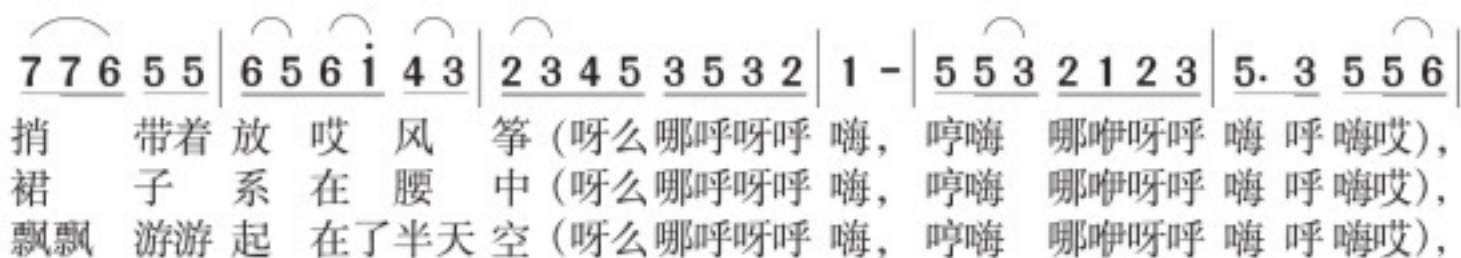 7 7 6 5 5 | 6 5 6 i 4 3 | 2 3 4 5 3 5 3 2 | 1 - | 5 5 3 2 1 2 3 | 5. 3 5 5 6 |
捎 带着 放 哎 风 筝 (呀么哪呼呀呼 嗨, 哼嗨 哪咿呀呼 嗨 呼嗨哎),
裙 子 系 在 腰 中 (呀么哪呼呀呼 嗨, 哼嗨 哪咿呀呼 嗨 呼嗨哎),
飘飘 游游 起 在了半天 空 (呀么哪呼呀呼 嗨, 哼嗨 哪咿呀呼 嗨 呼嗨哎),